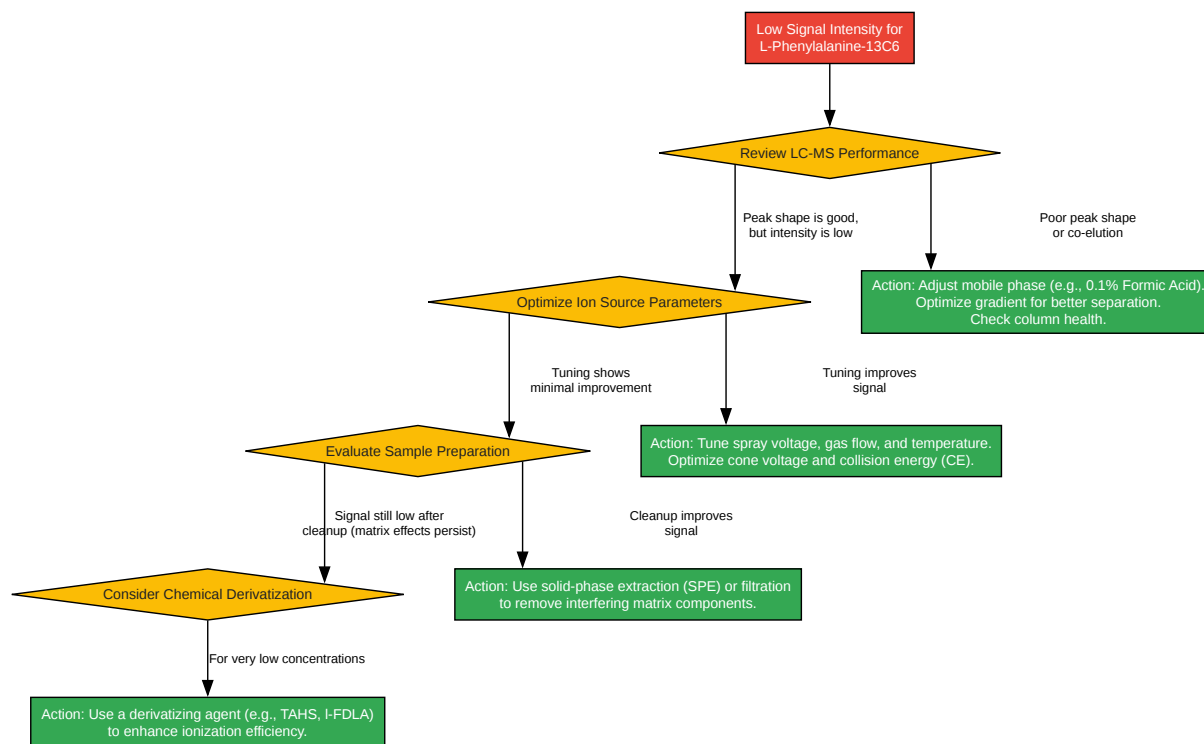 Low Signal Intensity for
L-Phenylalanine-13C6
Review LC-MS Performance
Peak shape is good,
but intensity is low
Poor peak shape
or co-elution
Action: Adjust mobile phase (e.g., 0.1% Formic Acid).
Optimize gradient for better separation.
Check column health.
Optimize Ion Source Parameters
Tuning shows
minimal improvement
Tuning improves
signal
Action: Tune spray voltage, gas flow, and temperature.
Optimize cone voltage and collision energy (CE).
Evaluate Sample Preparation
Signal still low after
cleanup (matrix effects persist)
Cleanup improves
signal
Action: Use solid-phase extraction (SPE) or filtration
to remove interfering matrix components.
Consider Chemical Derivatization
For very low concentrations
Action: Use a derivatizing agent (e.g., TAHS, l-FDLA)
to enhance ionization efficiency.